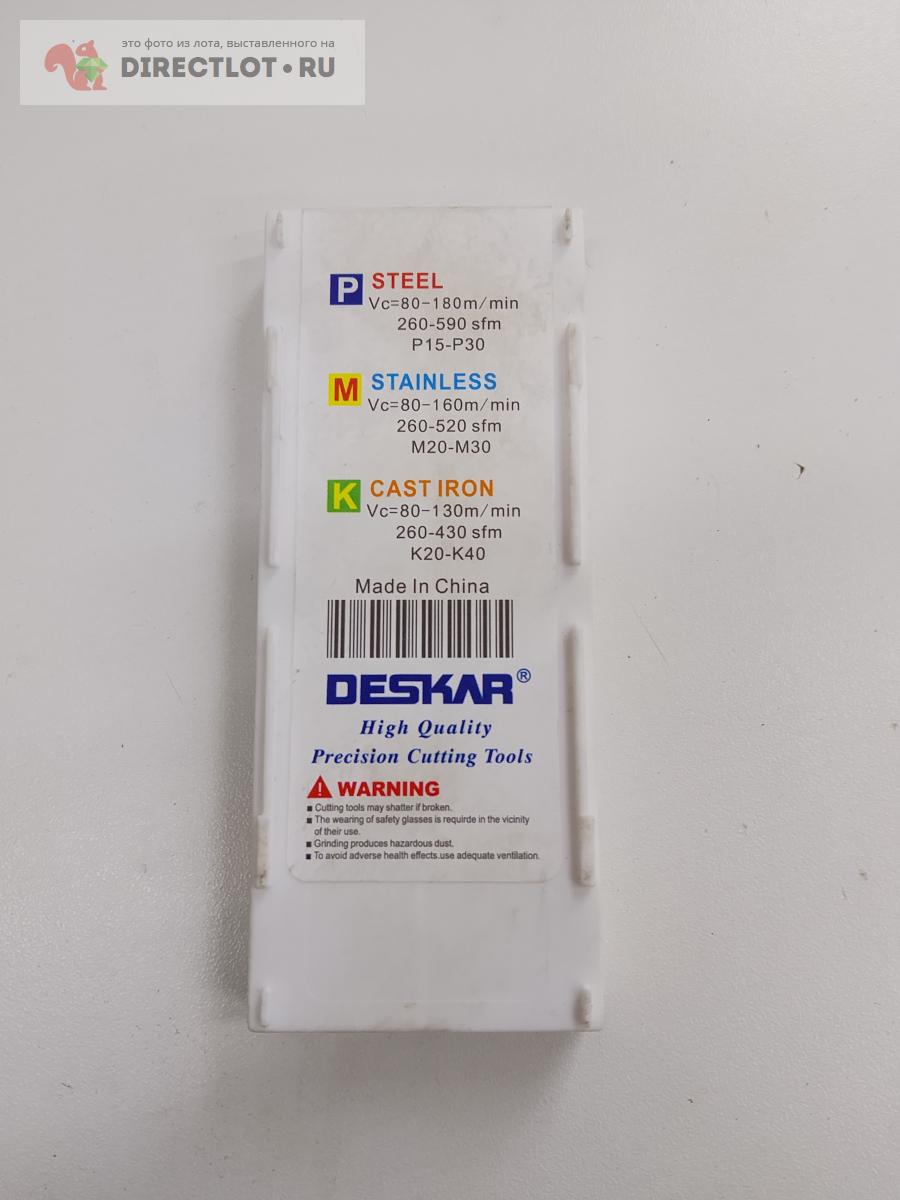 это фото из лота, выставленного на
DIRECTLOT•RU
P STEEL
Vc=80-180m/min
260-590 sfm
P15-P30
M STAINLESS
Vc=80-160m/min
260-520 sfm
M20-M30
K CAST IRON
Vc=80-130m/min
260-430 sfm
K20-K40
Made In China
DESKAR®
High Quality
Precision Cutting Tools
! WARNING
■ Cutting tools may shatter if broken.
■ The wearing of safety glasses is requirde in the vicinity
of their use.
■ Grinding produces hazardous dust.
■ To avoid adverse health effects.use adequate ventilation.